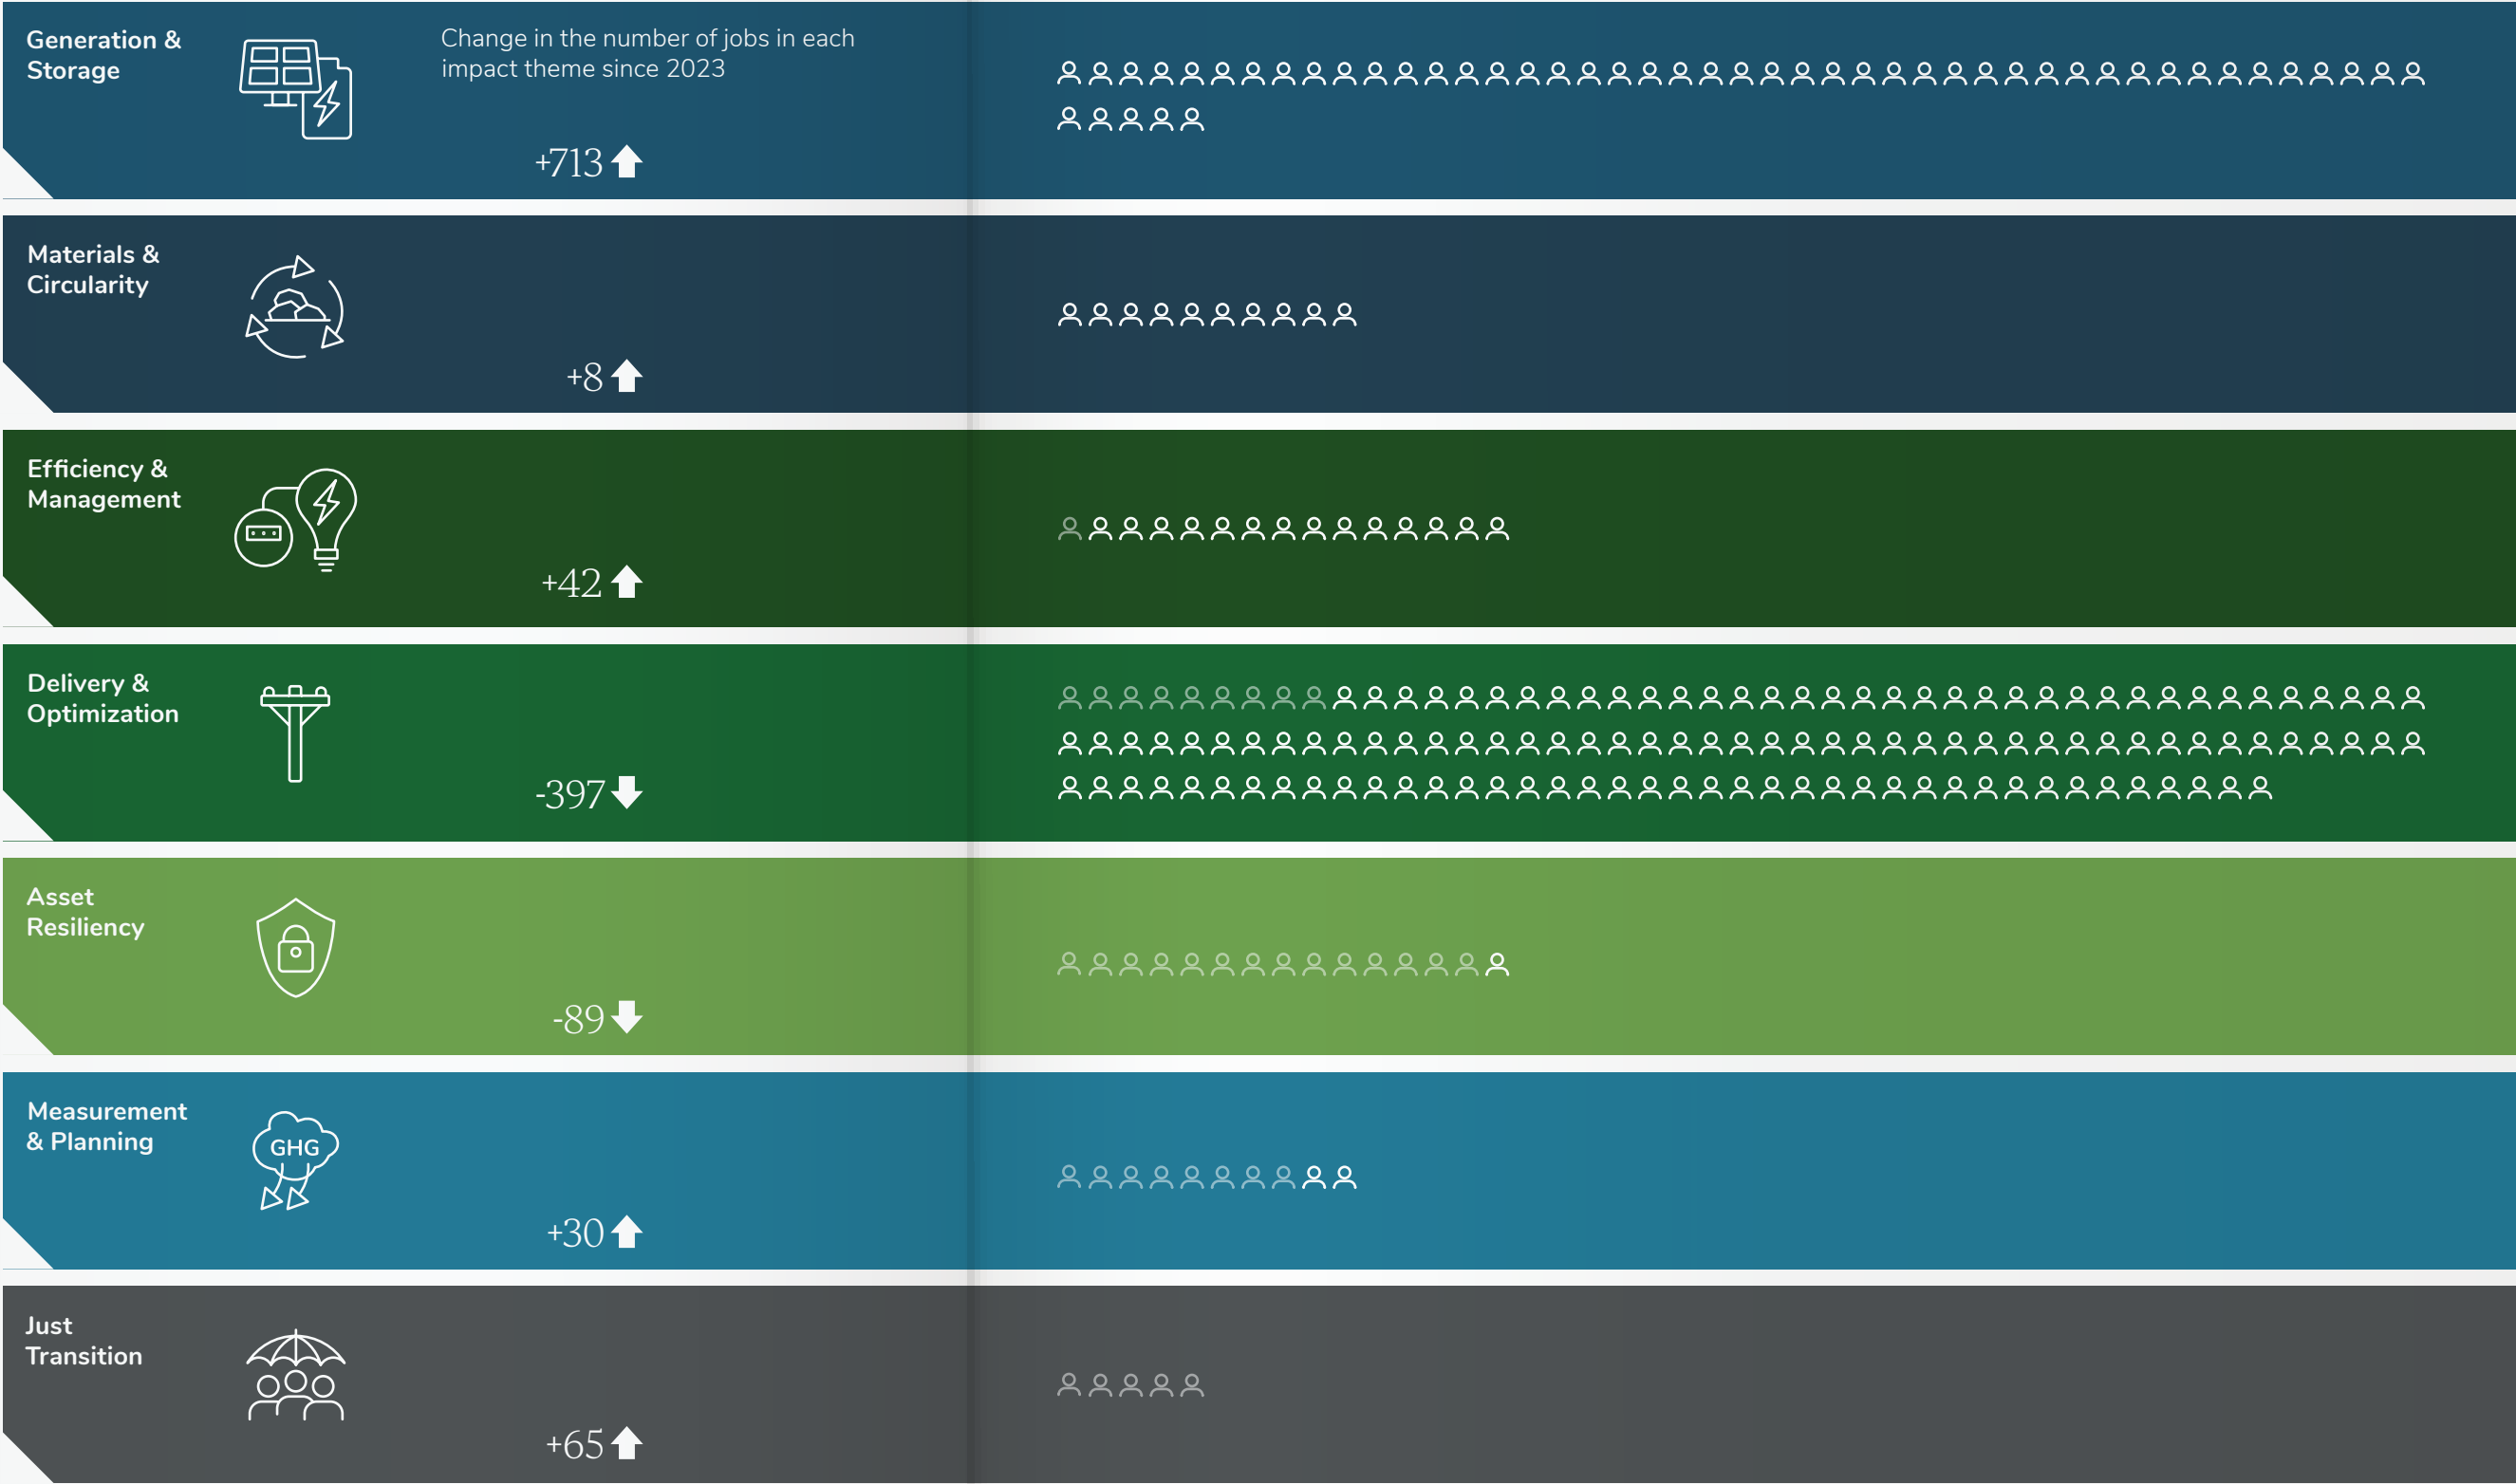 Generation &
Storage
Change in the number of jobs in each
impact theme since 2023
+713
Materials &
Circularity
+8
Efficiency &
Management
+42
Delivery &
Optimization
-397
Asset
Resiliency
-89
Measurement
& Planning
GHG
+30
Just
Transition
+65